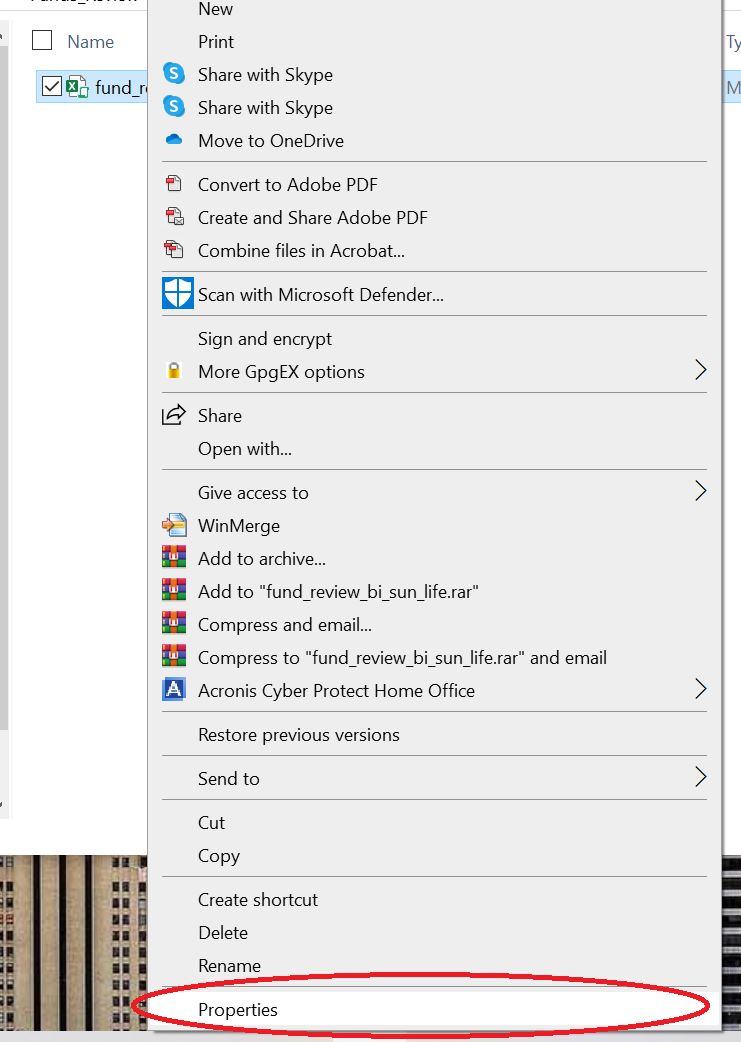 New
Name
Print
Share with Skype
fund_r
Share with Skype
Move to OneDrive
Convert to Adobe PDF
Create and Share Adobe PDF
Combine files in Acrobat...
Scan with Microsoft Defender...
Sign and encrypt
More GpgEX options
Share
Open with...
Give access to
WinMerge
Add to archive...
Add to "fund_review_bi_sun_life.rar"
Compress and email...
Compress to "fund_review_bi_sun_life.rar" and email
Acronis Cyber Protect Home Office
Restore previous versions
Send to
Cut
Copy
Create shortcut
Delete
Rename
Properties